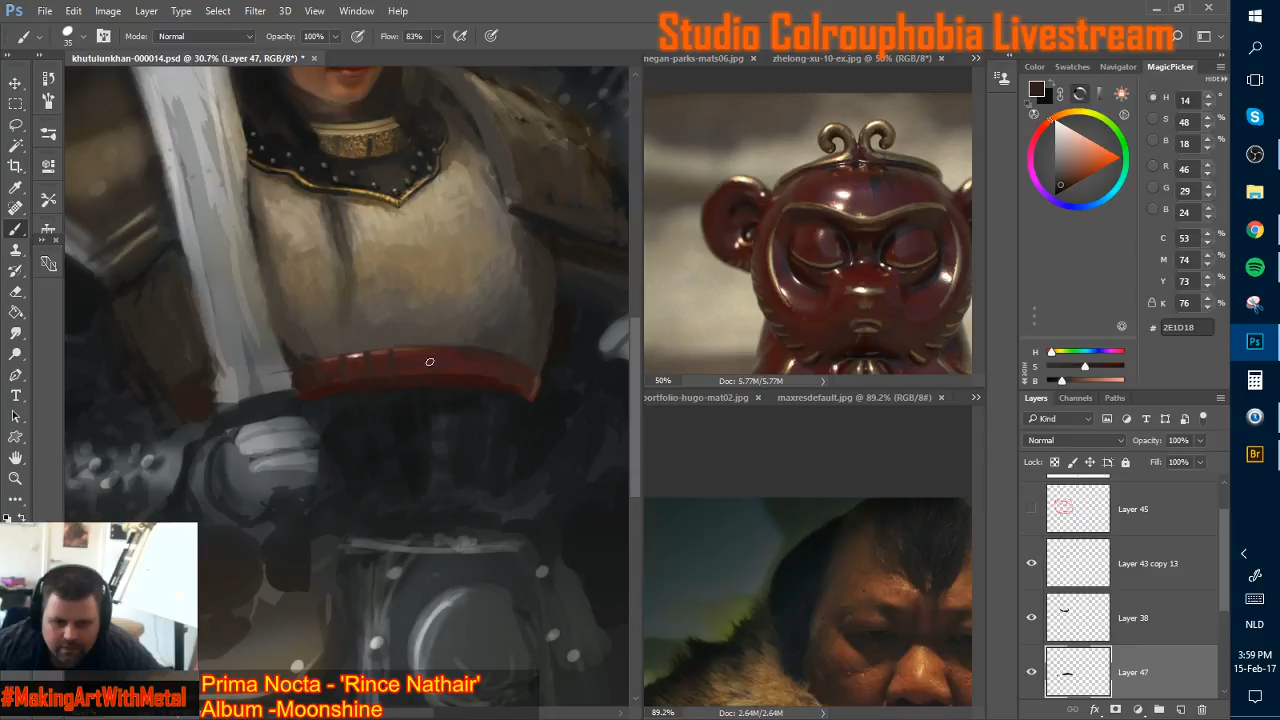 Ps File Edit Image Layer Type Select Filter 3D View Window Help
Studio Colrouphobia Livestream
35 Mode: Normal Opacity: 100% Flow: 83%
khutulunkhan-000014.psd @ 30.7% (Layer 47, RGB/8*) * ×
negan-parks-mats06.jpg × zhelong-xu-10-ex.jpg @ 50% (RGB/8*) ×
Color Swatches Navigator MagicPicker
HIDE
H 14 °
S 48 %
B 18 %
R 46
G 29
B 24
C 53 %
M 74 %
Y 73 %
K 76 %
# 2E1D18
H
S
B
HIDE
50% Doc: 5.77M/5.77M
portfolio-hugo-mat02.jpg × maxresdefault.jpg @ 89.2% (RGB/8#) ×
Layers Channels Paths
Kind
Normal Opacity: 100%
Lock: Fill: 100%
Layer 45
Layer 43 copy 13
Layer 38
Layer 47
89.2% Doc: 2.64M/2.64M
Ps
Br
NLD
3:59 PM
15-Feb-17
#MakingArtWithMetal
Prima Nocta - 'Rince Nathair'
Album -Moonshine